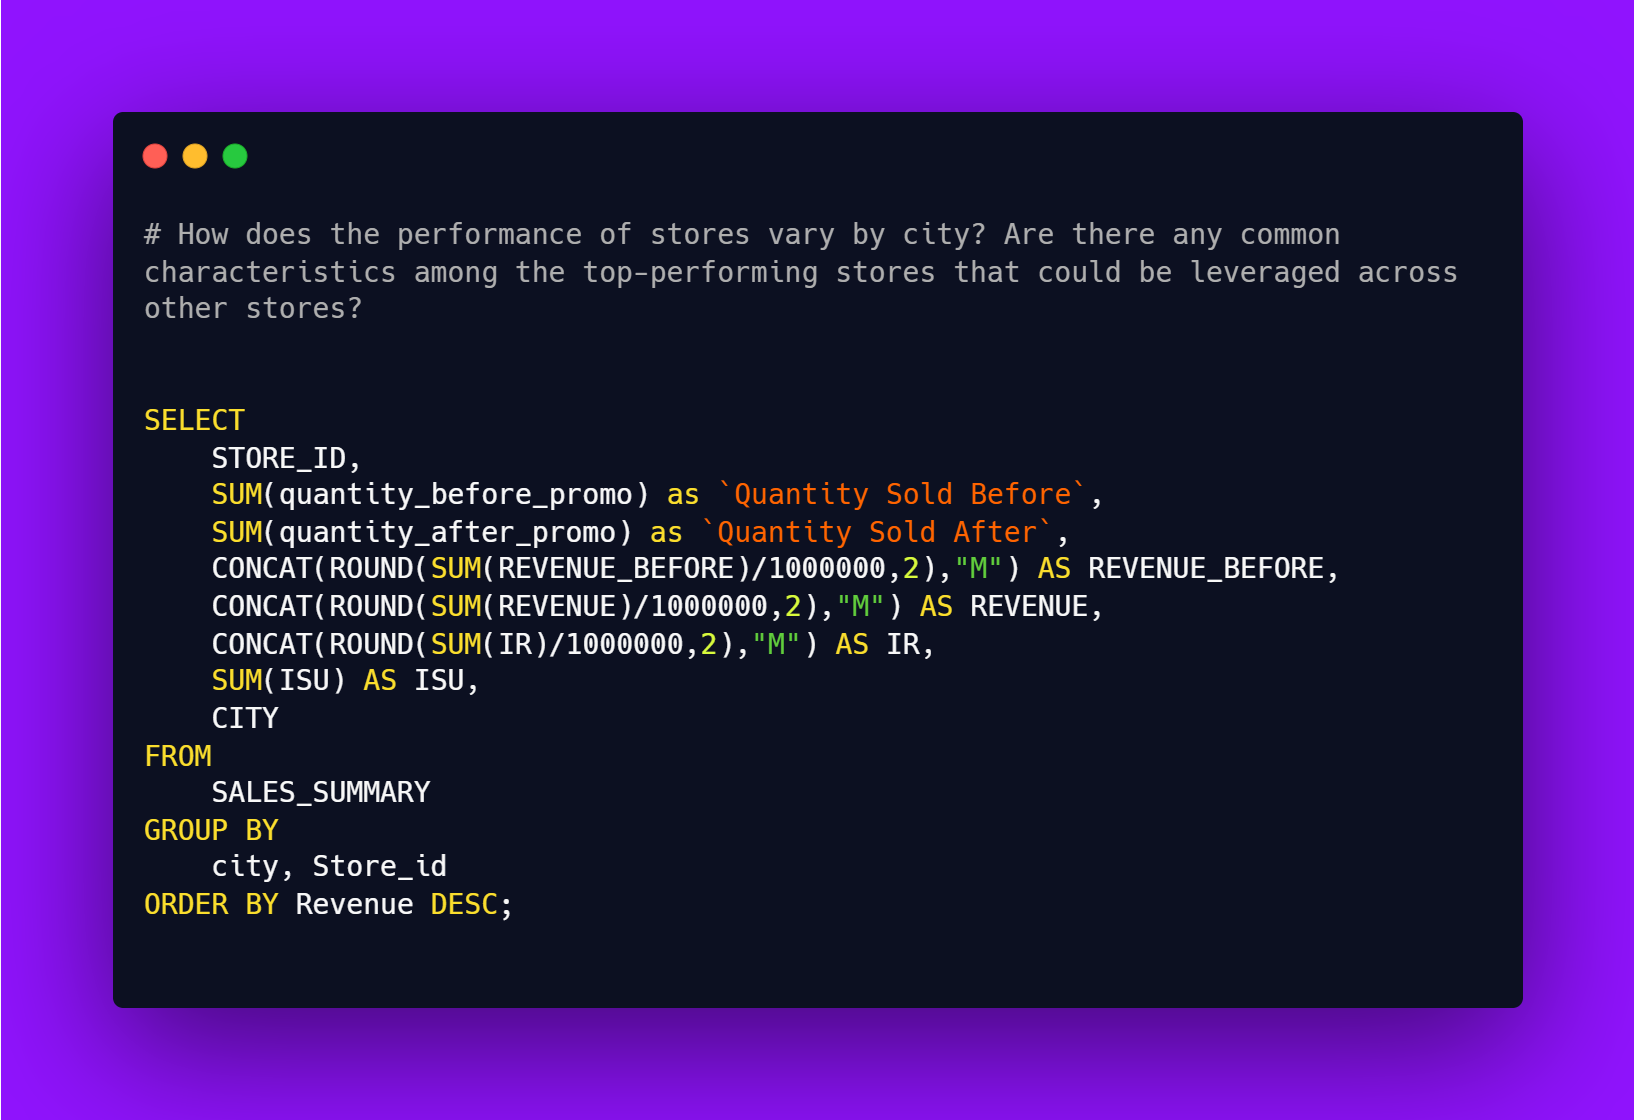 # How does the performance of stores vary by city? Are there any common
characteristics among the top-performing stores that could be leveraged across
other stores?
SELECT
    STORE_ID,
    SUM(quantity_before_promo) as `Quantity Sold Before`,
    SUM(quantity_after_promo) as `Quantity Sold After`,
    CONCAT(ROUND(SUM(REVENUE_BEFORE)/1000000,2),"M") AS REVENUE_BEFORE,
    CONCAT(ROUND(SUM(REVENUE)/1000000,2),"M") AS REVENUE,
    CONCAT(ROUND(SUM(IR)/1000000,2),"M") AS IR,
    SUM(ISU) AS ISU,
    CITY
FROM
    SALES_SUMMARY
GROUP BY
    city, Store_id
ORDER BY Revenue DESC;